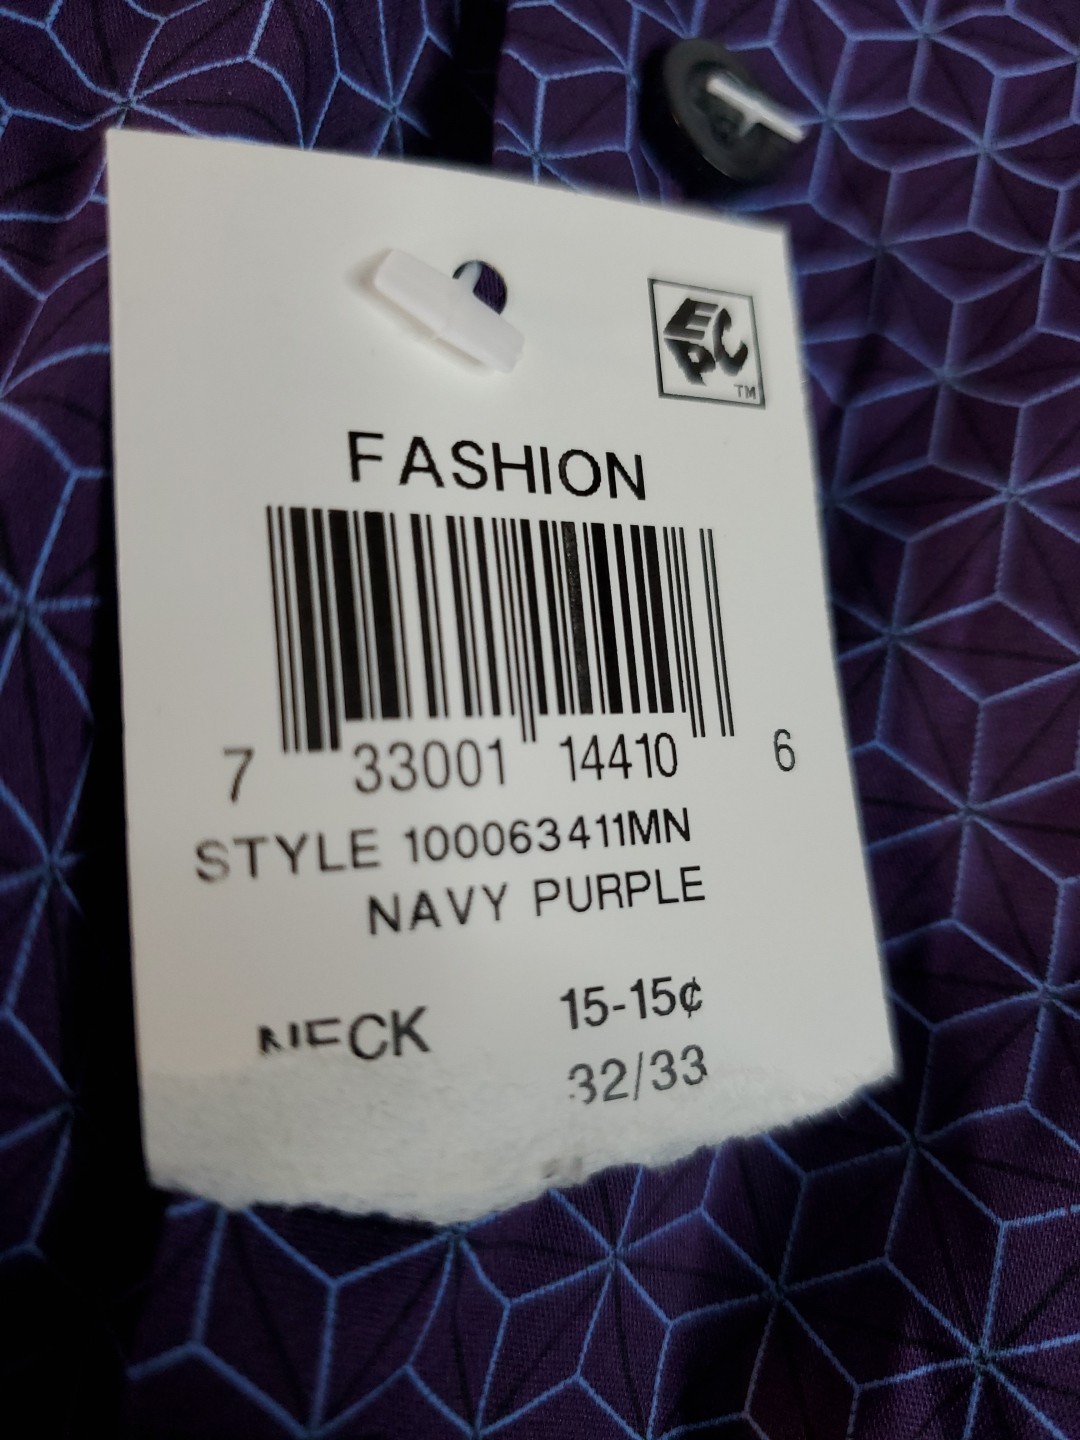 EPC
TM
FASHION
7 33001 14410 6
STYLE 100063411MN
NAVY PURPLE
NECK 15-15¢
32/33